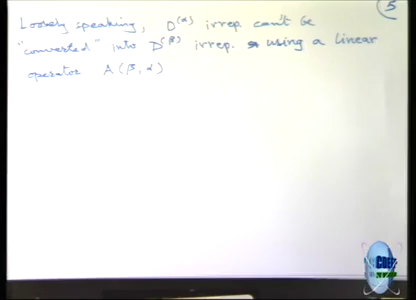 5
Loosely speaking, D^(α) irrep. can't be
"converted" into D^(β) irrep. using a linear
operator A(β, α)